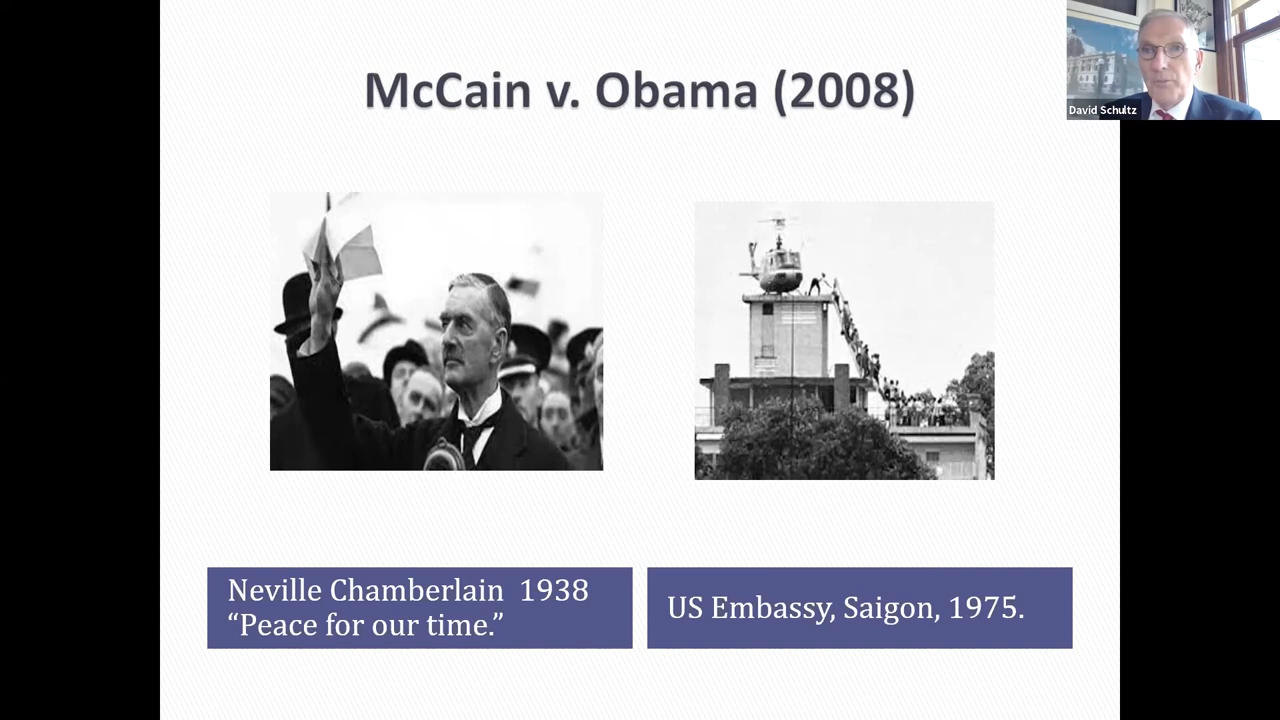 McCain v. Obama (2008)
David Schultz
Neville Chamberlain 1938
“Peace for our time.”
US Embassy, Saigon, 1975.